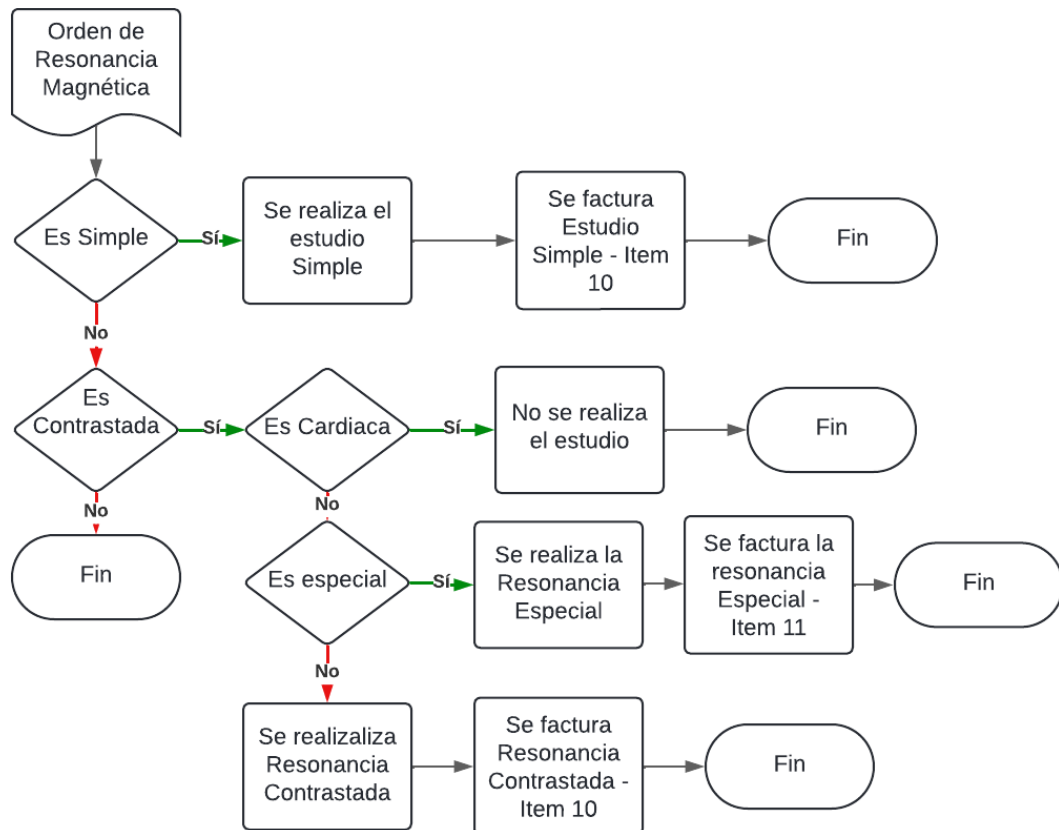 Orden de
Resonancia
Magnética
Es Simple
Sí
Se realiza el
estudio
Simple
Se factura
Estudio
Simple - Item
10
Fin
No
Es
Contrastada
Sí
Es Cardiaca
Sí
No se realiza
el estudio
Fin
No
Fin
No
Es especial
Sí
Se realiza la
Resonancia
Especial
Se factura la
resonancia
Especial -
Item 11
Fin
No
Se realizaliza
Resonancia
Contrastada
Se factura
Resonancia
Contrastada -
Item 10
Fin